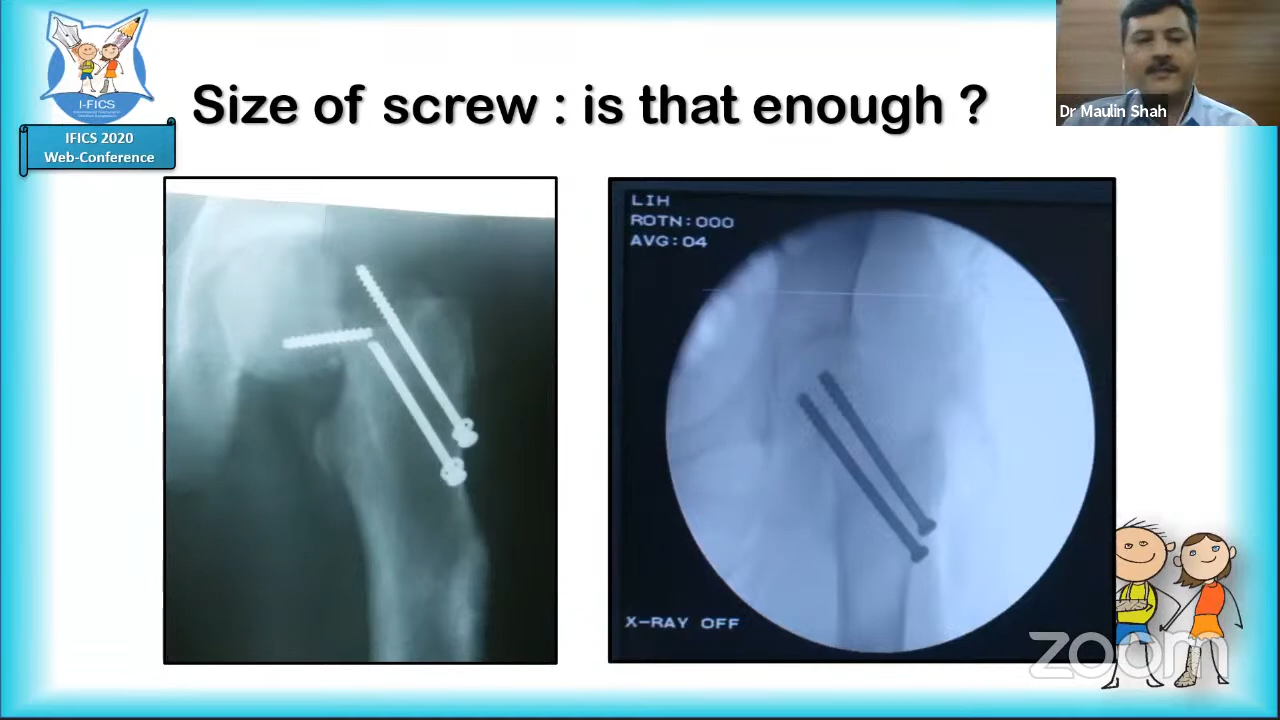 I-FICS
IFICS 2020
Web-Conference
Size of screw : is that enough ?
Dr Maulin Shah
LIH
ROTN:000
AVG:04
X-RAY OFF
zoom